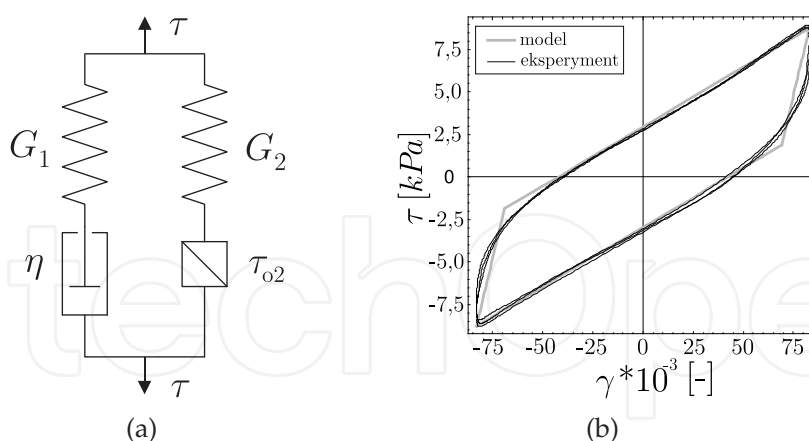 τ
G₁
G₂
η
τₒ₂
τ
(a)
model
eksperyment
7,5
5,0
2,5
0
-2,5
-5,0
-7,5
τ [kPa]
-75 -50 -25 0 25 50 75
γ*10⁻³ [-]
(b)
techOpe